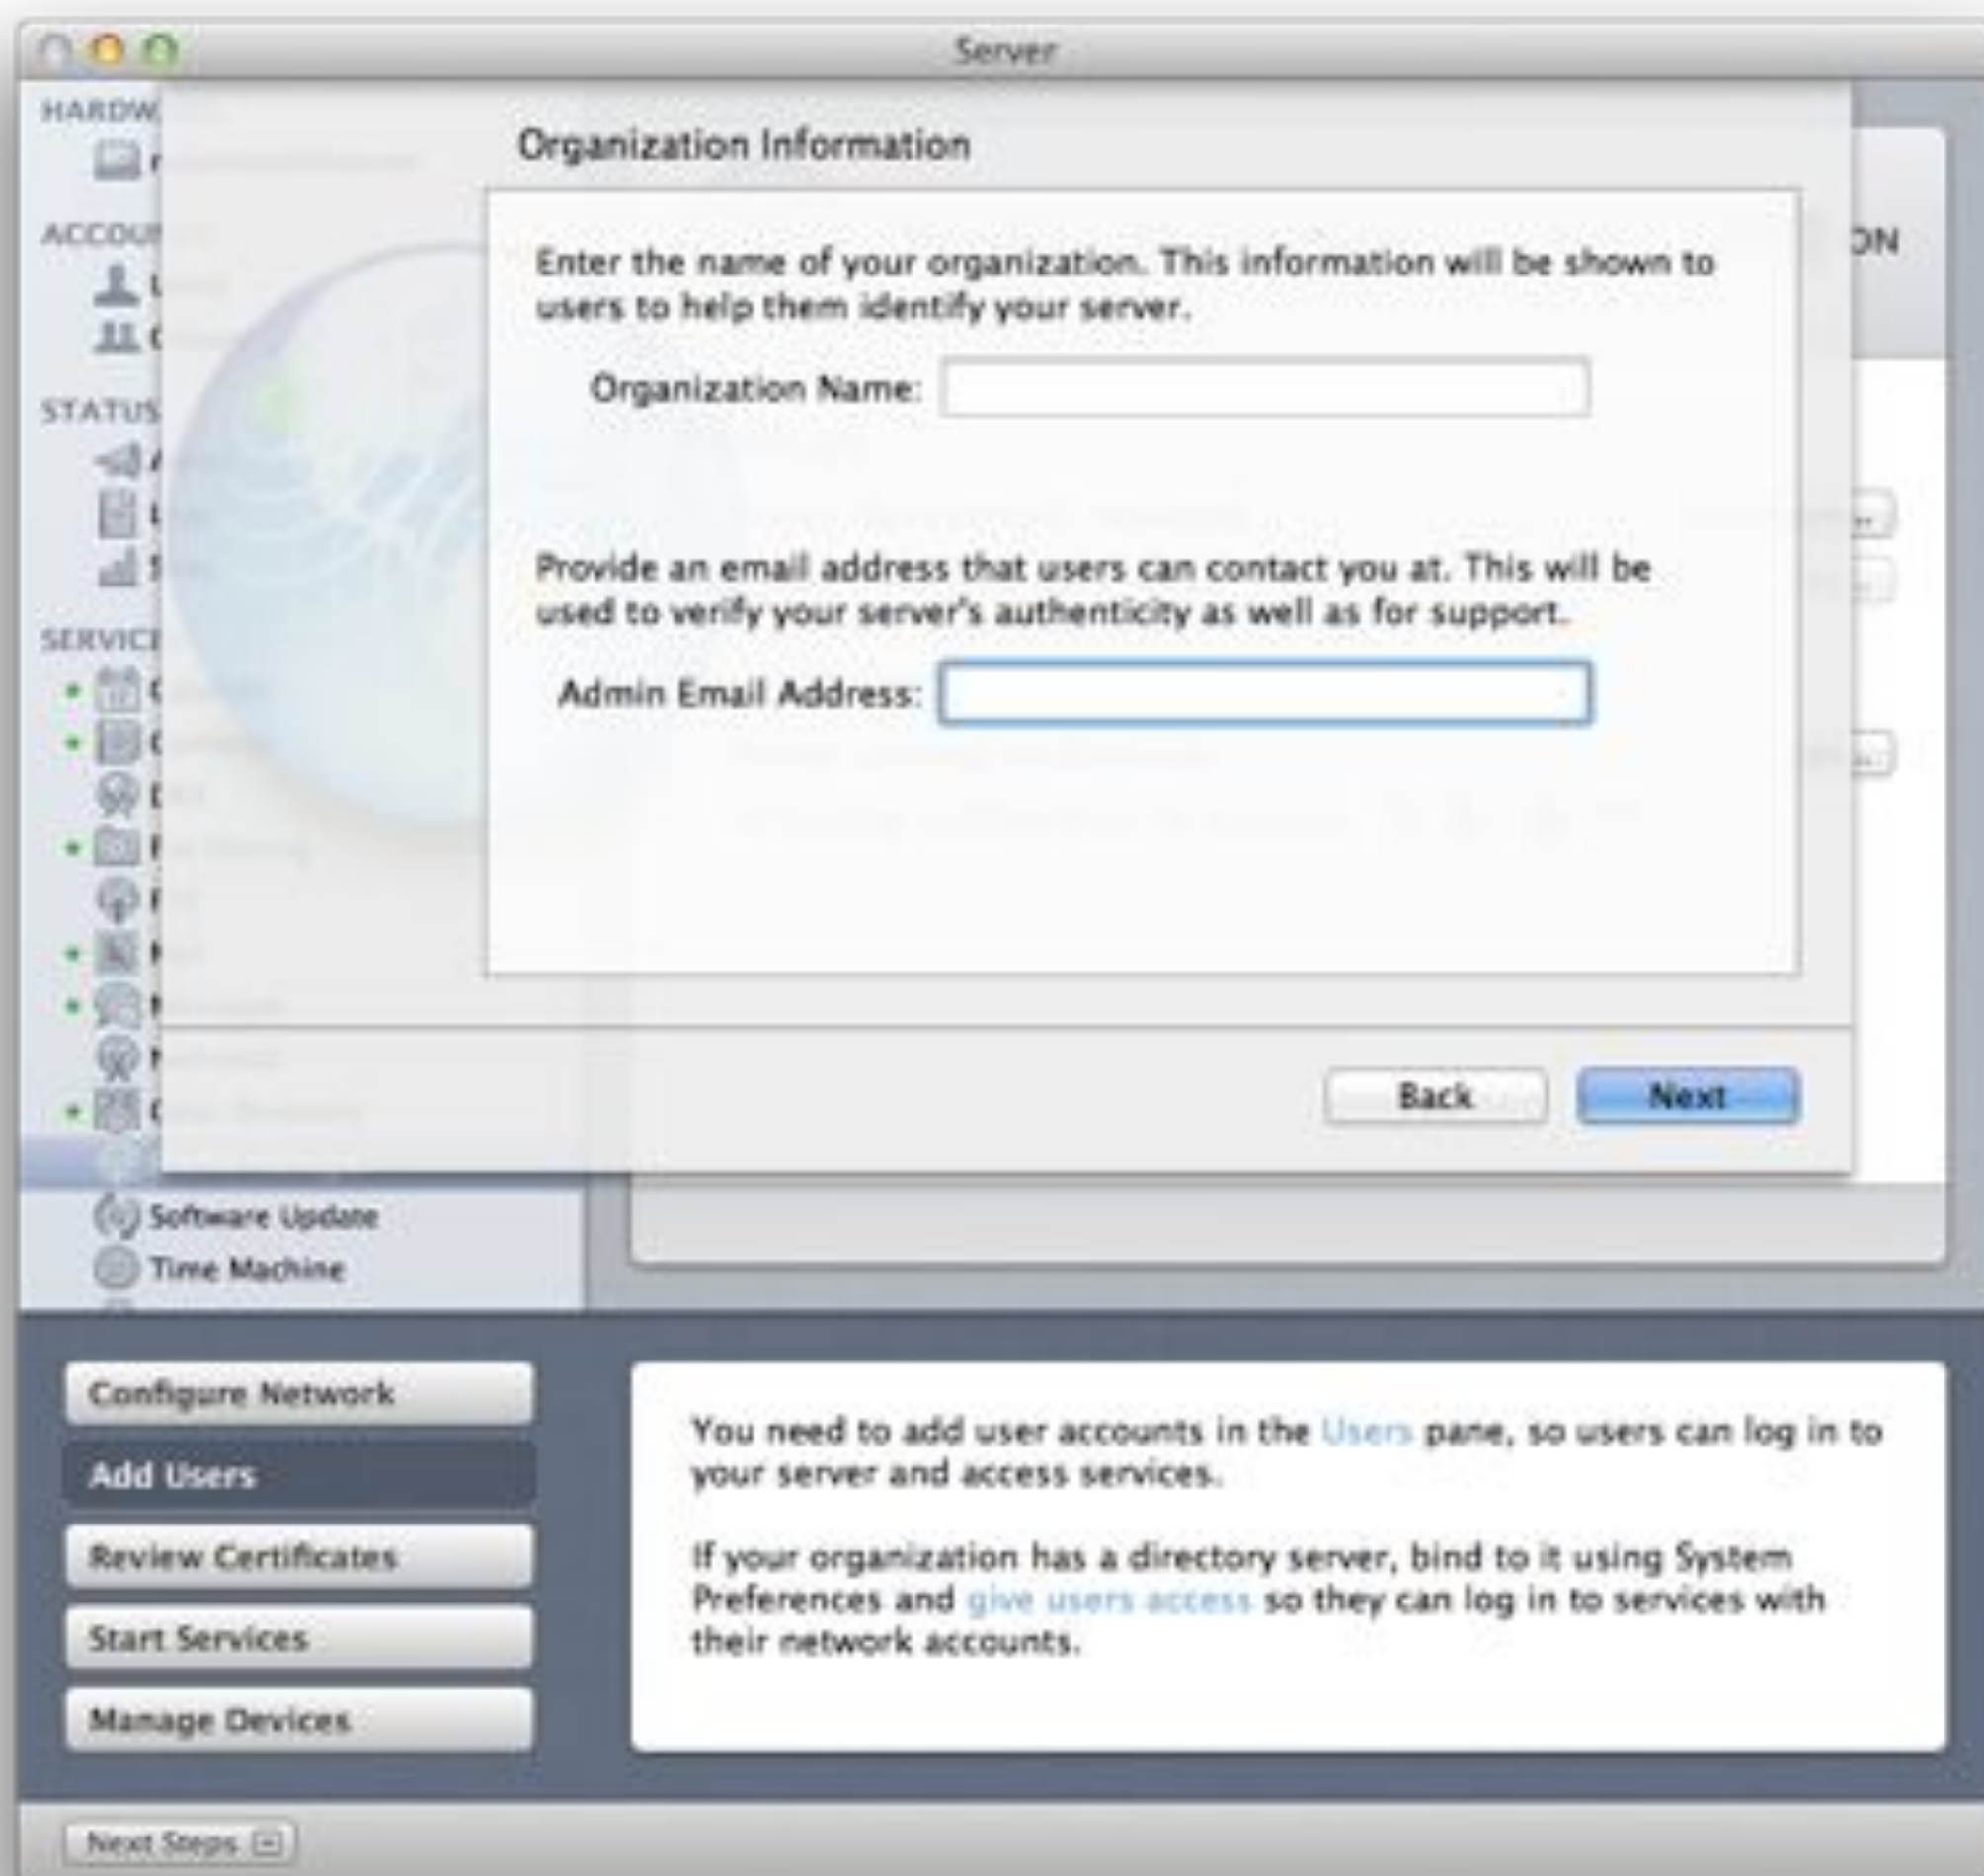 Server
HARDW
Organization Information
ACCOU
ON
Enter the name of your organization. This information will be shown to
users to help them identify your server.
Organization Name:
STATUS
Provide an email address that users can contact you at. This will be
used to verify your server's authenticity as well as for support.
Admin Email Address:
SERVICE
Back
Next
Software Update
Time Machine
Configure Network
Add Users
Review Certificates
Start Services
Manage Devices
You need to add user accounts in the Users pane, so users can log in to
your server and access services.
If your organization has a directory server, bind to it using System
Preferences and give users access so they can log in to services with
their network accounts.
Next Steps